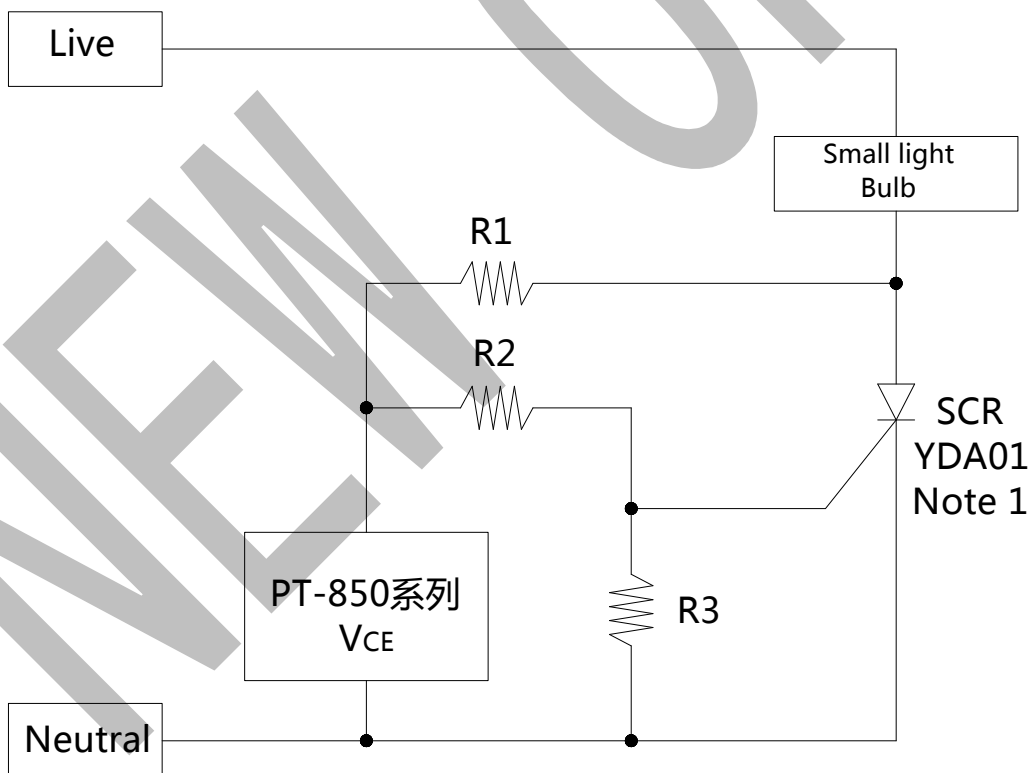 Live
Small light
Bulb
R1
R2
SCR
YDA01
Note 1
PT-850系列
VCE
R3
Neutral
NEW